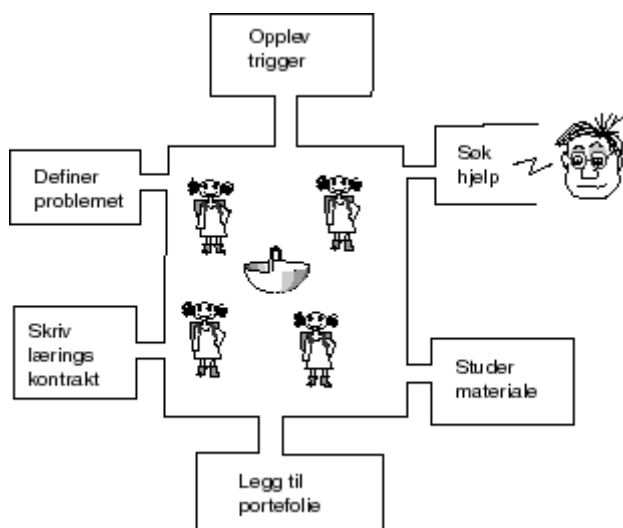 Opplev
trigger
Søk
hjelp
Definer
problemet
Skriv
lærings
kontrakt
Studer
materiale
Legg til
portefolie